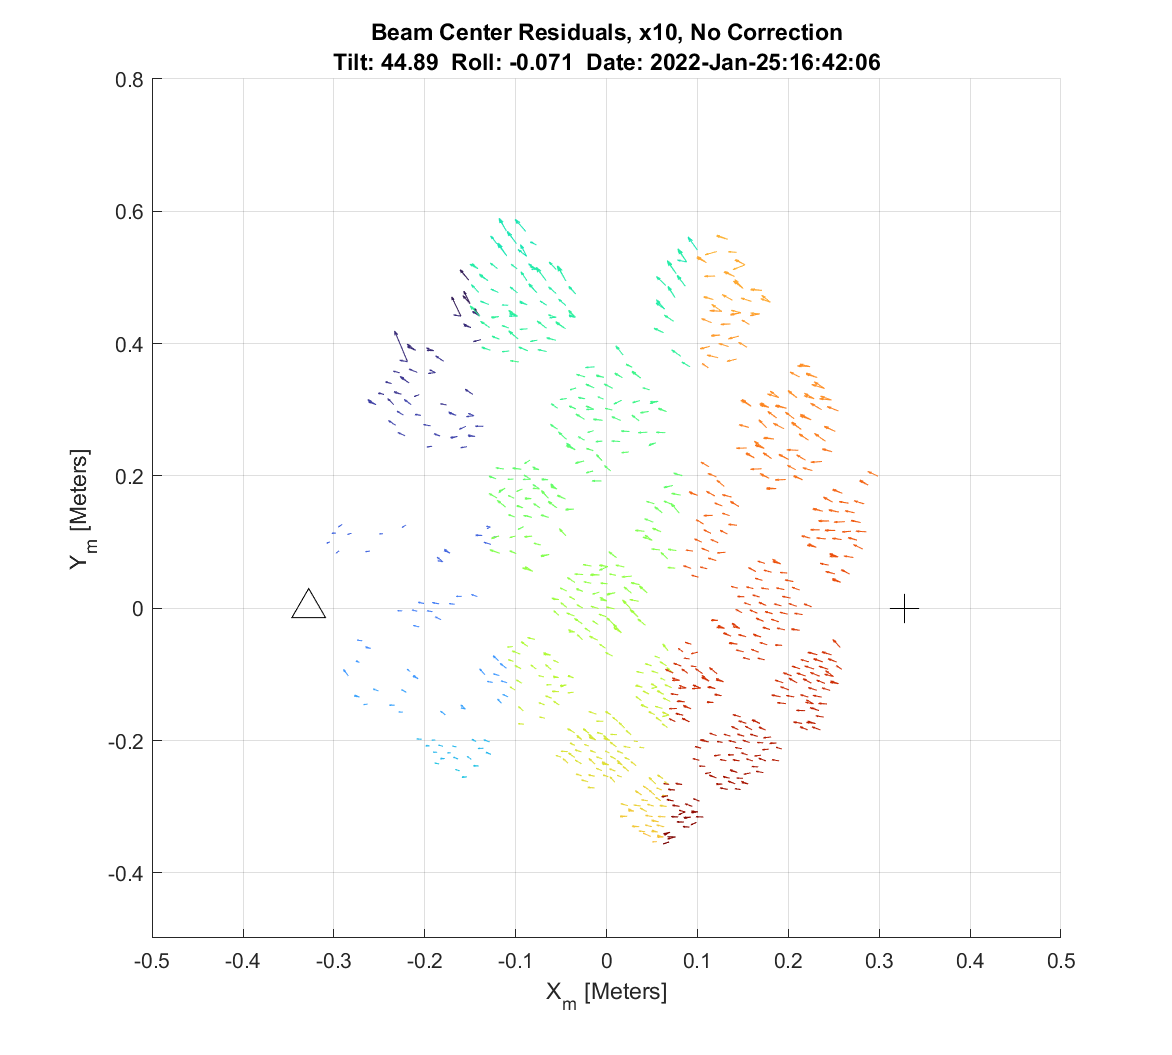 Beam Center Residuals, x10, No Correction
Tilt: 44.89  Roll: -0.071  Date: 2022-Jan-25:16:42:06
0.8
0.6
0.4
0.2
0
-0.2
-0.4
Y_m [Meters]
-0.5 -0.4 -0.3 -0.2 -0.1 0 0.1 0.2 0.3 0.4 0.5
X_m [Meters]